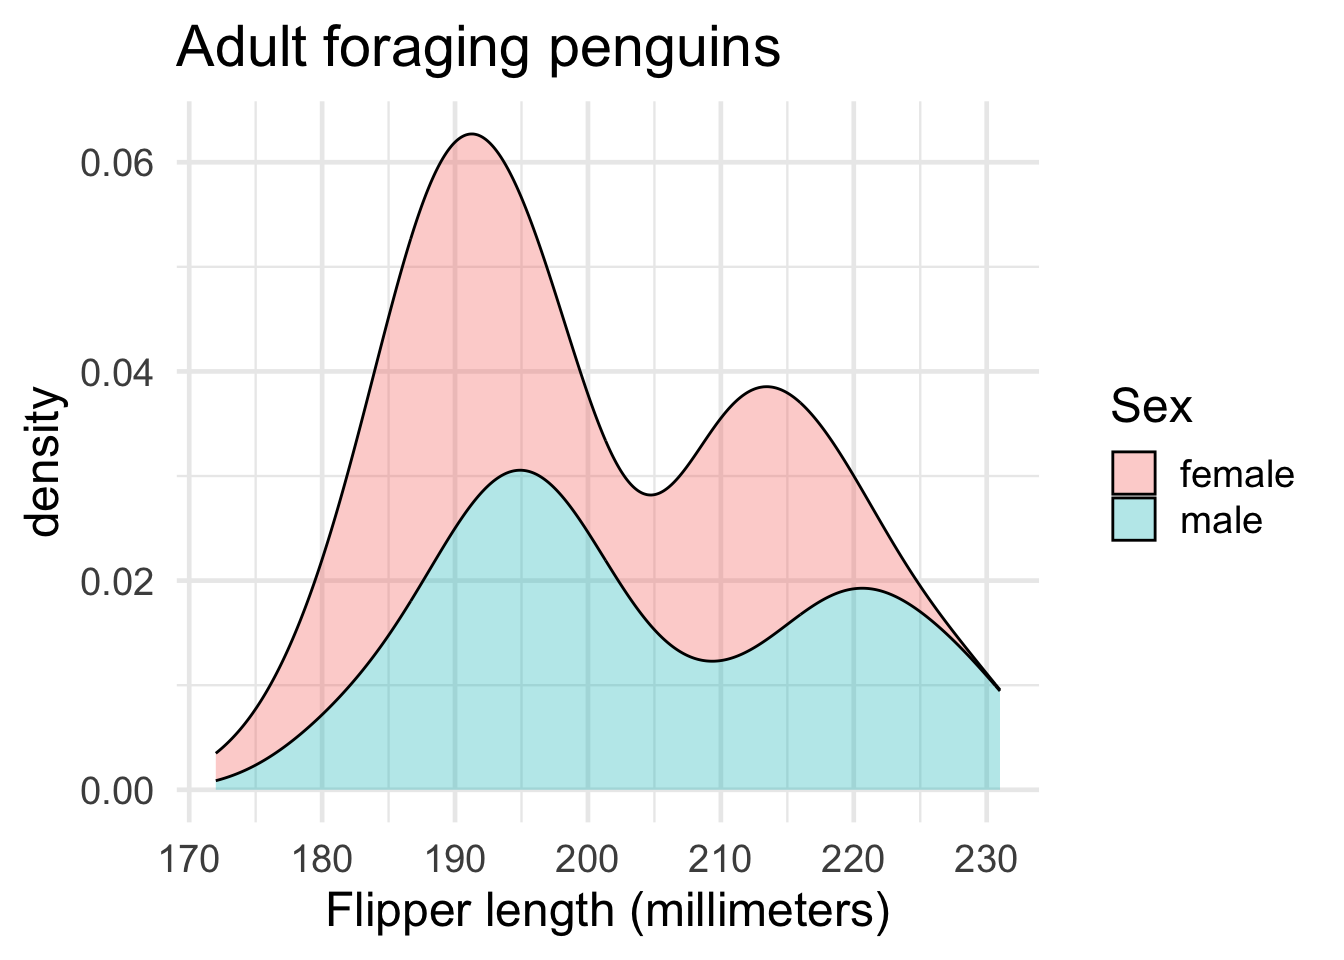 Adult foraging penguins
0.06
0.04
0.02
0.00
density
170 180 190 200 210 220 230
Flipper length (millimeters)
Sex
female
male